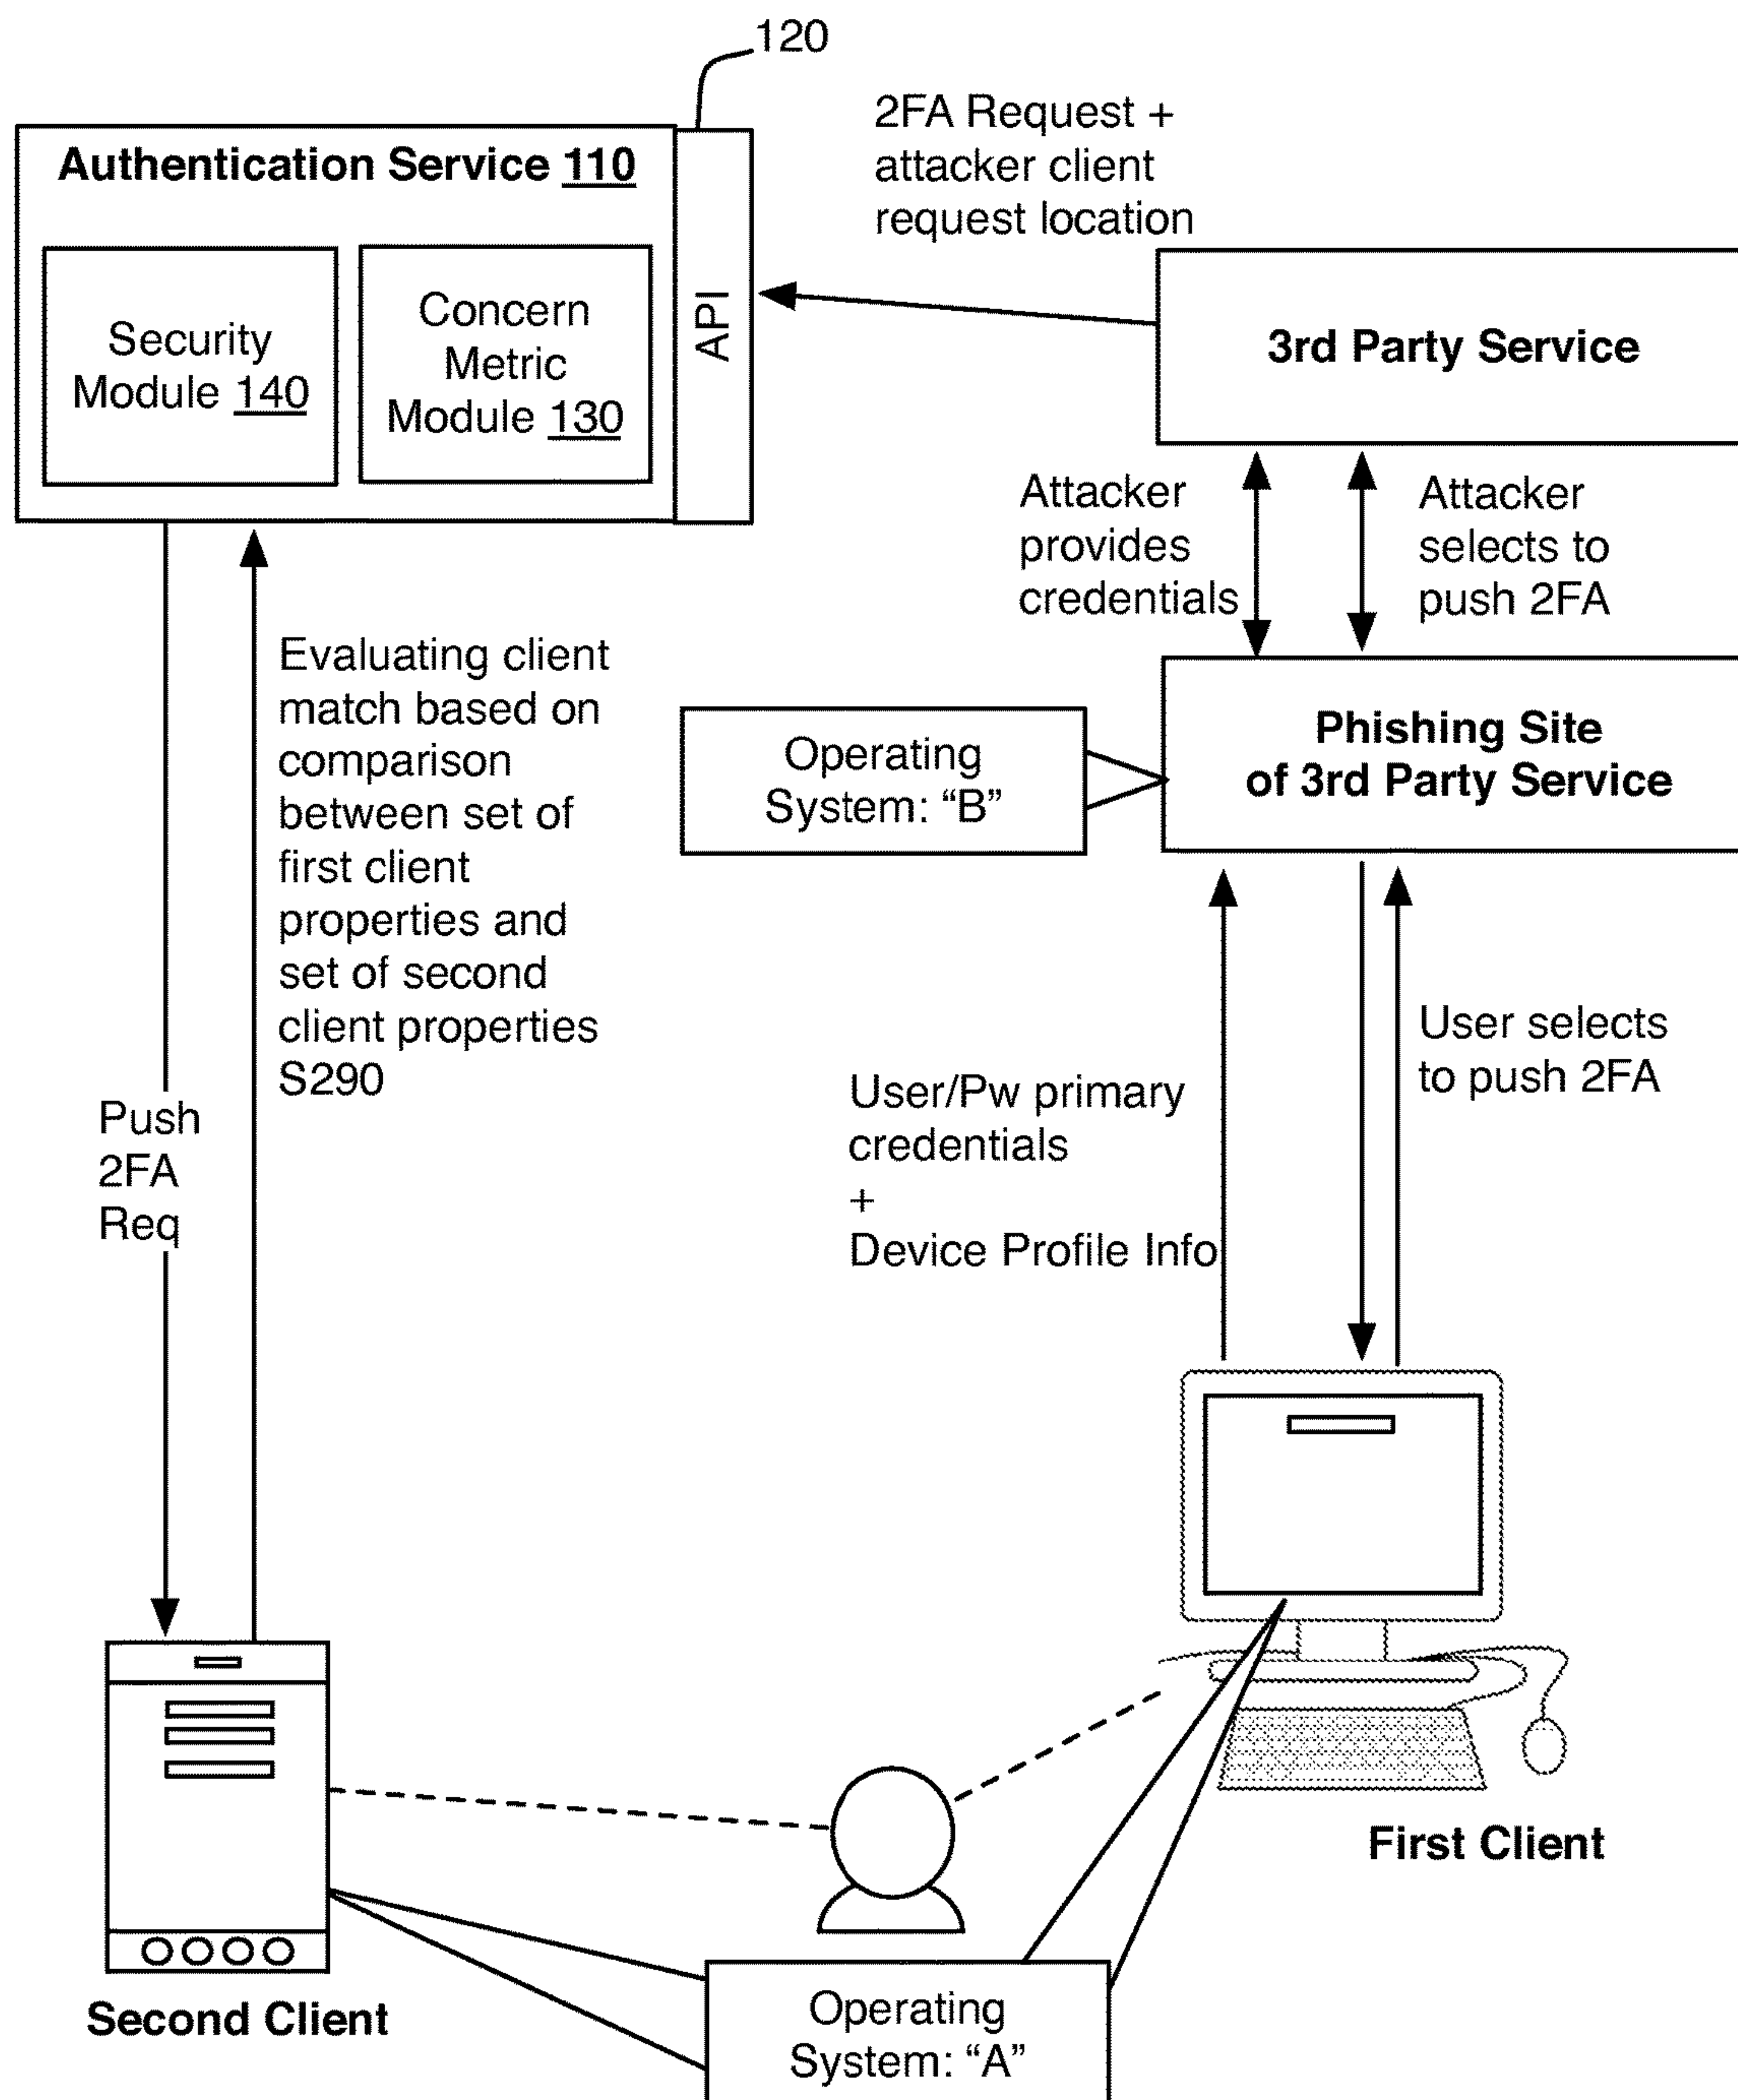 120
Authentication Service 110
Security
Module 140
Concern
Metric
Module 130
API
2FA Request +
attacker client
request location
3rd Party Service
Attacker
provides
credentials
Attacker
selects to
push 2FA
Evaluating client
match based on
comparison
between set of
first client
properties and
set of second
client properties
S290
Operating
System: “B”
Phishing Site
of 3rd Party Service
Push
2FA
Req
User/Pw primary
credentials
+
Device Profile Info
User selects
to push 2FA
First Client
Second Client
Operating
System: “A”